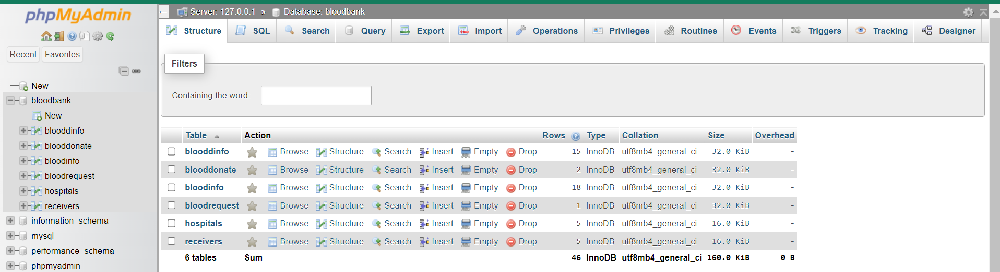 phpMyAdmin
Recent Favorites
New
bloodbank
New
blooddinfo
blooddonate
bloodinfo
bloodrequest
hospitals
receivers
information_schema
mysql
performance_schema
phpmyadmin
Server: 127.0.0.1 » Database: bloodbank
Structure SQL Search Query Export Import Operations Privileges Routines Events Triggers Tracking Designer
Filters
Containing the word:
Table Action Rows Type Collation Size Overhead
blooddinfo Browse Structure Search Insert Empty Drop 15 InnoDB utf8mb4_general_ci 32.0 KiB -
blooddonate Browse Structure Search Insert Empty Drop 2 InnoDB utf8mb4_general_ci 32.0 KiB -
bloodinfo Browse Structure Search Insert Empty Drop 18 InnoDB utf8mb4_general_ci 32.0 KiB -
bloodrequest Browse Structure Search Insert Empty Drop 1 InnoDB utf8mb4_general_ci 32.0 KiB -
hospitals Browse Structure Search Insert Empty Drop 5 InnoDB utf8mb4_general_ci 16.0 KiB -
receivers Browse Structure Search Insert Empty Drop 5 InnoDB utf8mb4_general_ci 16.0 KiB -
6 tables Sum 46 InnoDB utf8mb4_general_ci 160.0 KiB 0 B